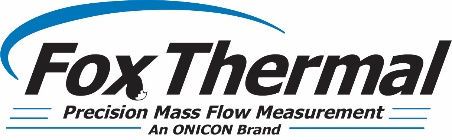 Fox Thermal
Precision Mass Flow Measurement
An ONICON Brand